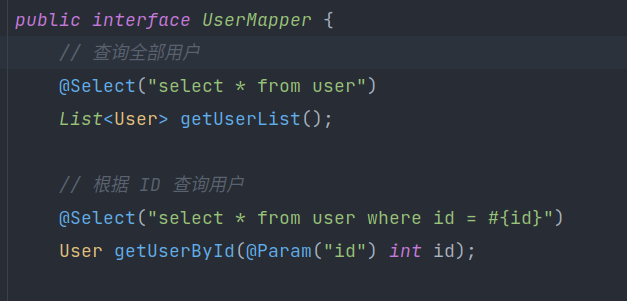 public interface UserMapper {
// 查询全部用户
@Select("select * from user")
List<User> getUserList();
// 根据 ID 查询用户
@Select("select * from user where id = #{id}")
User getUserById(@Param("id") int id);